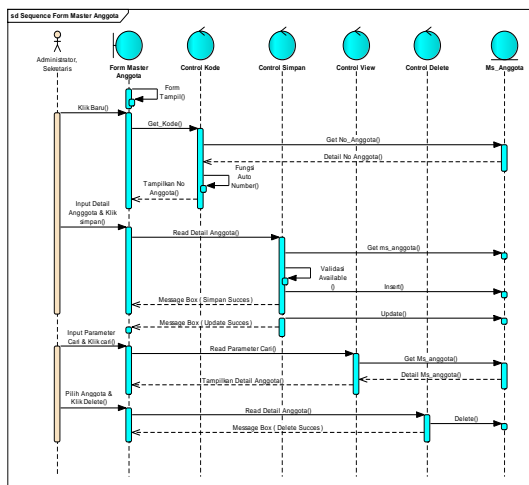 sd Sequence Form Master Anggota
Administrator,
Sekretaris
Form Master
Anggota
Control Kode
Control Simpan
Control View
Control Delete
Ms_Anggota
Form
Tampil()
Klik Baru()
Get_Kode()
Get No_Anggota()
Detail No Anggota()
Fungsi
Auto
Number()
Tampilkan No
Anggota()
Input Detail
Angggota & Klik
simpan()
Read Detail Anggota()
Get ms_anggota()
Validasi
Available
()
Insert()
Message Box ( Simpan Succes )
Update()
Message Box ( Update Succes )
Input Parameter
Cari & Klik cari()
Read Parameter Cari()
Get Ms_anggota()
Detail Ms_anggota()
Tampilkan Detail Anggota()
Pilih Anggota &
Klik Delete()
Read Detail Anggota()
Delete()
Message Box ( Delete Succes )